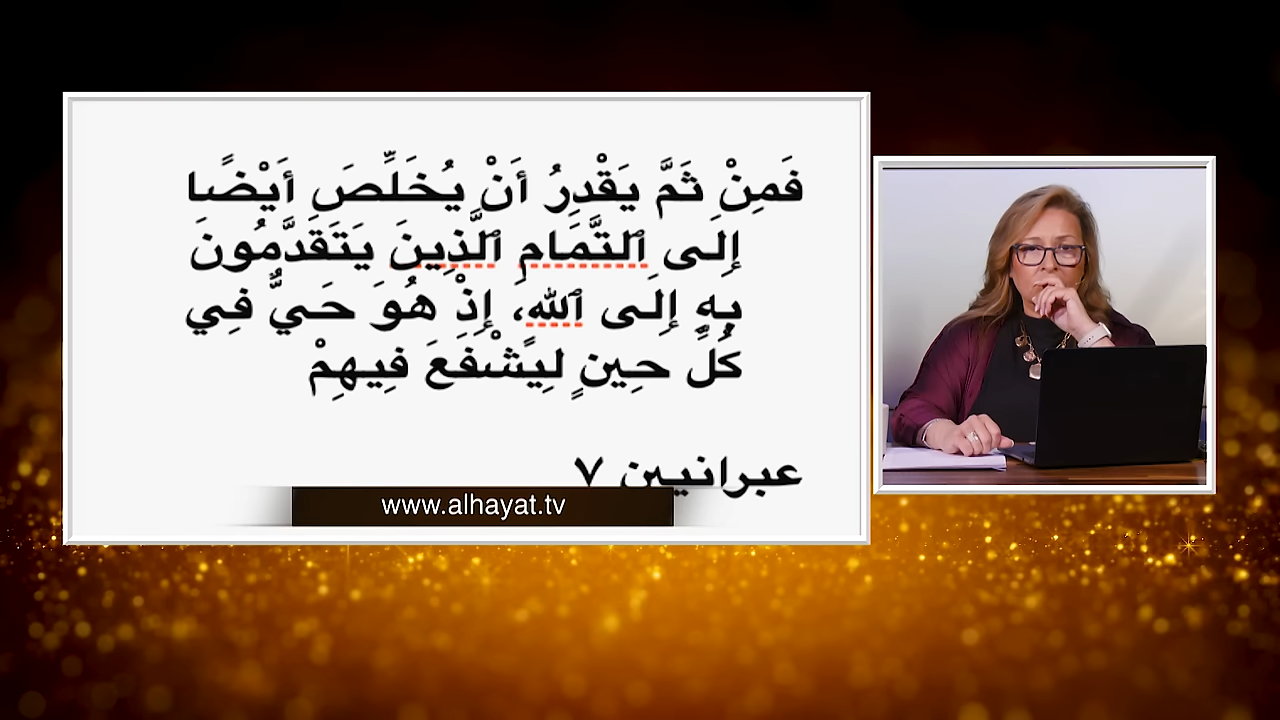 فَمِنْ ثَمَّ يَقْدِرُ أَنْ يُخَلِّصَ أَيْضًا
إِلَى ٱلتَّمَامِ ٱلَّذِينَ يَتَقَدَّمُونَ
بِهِ إِلَى ٱللهِ، إِذْ هُوَ حَيٌّ فِي
كُلِّ حِينٍ لِيَشْفَعَ فِيهِمْ
عبرانيين ٧
www.alhayat.tv